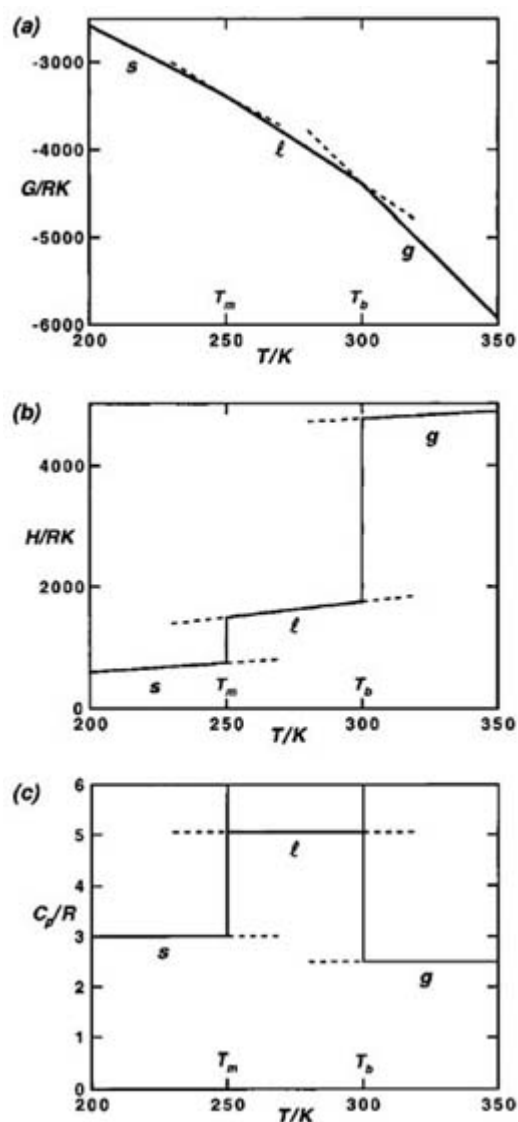 (a)
-3000
s
-4000
ℓ
G/RK
-5000
g
T_m T_b
-6000
200 250 300 350
T/K
(b)
g
4000
H/RK
2000
ℓ
s T_m T_b
0
200 250 300 350
T/K
(c)
6
5
ℓ
4
C_p/R
3
s
g
2
1
T_m T_b
0
200 250 300 350
T/K